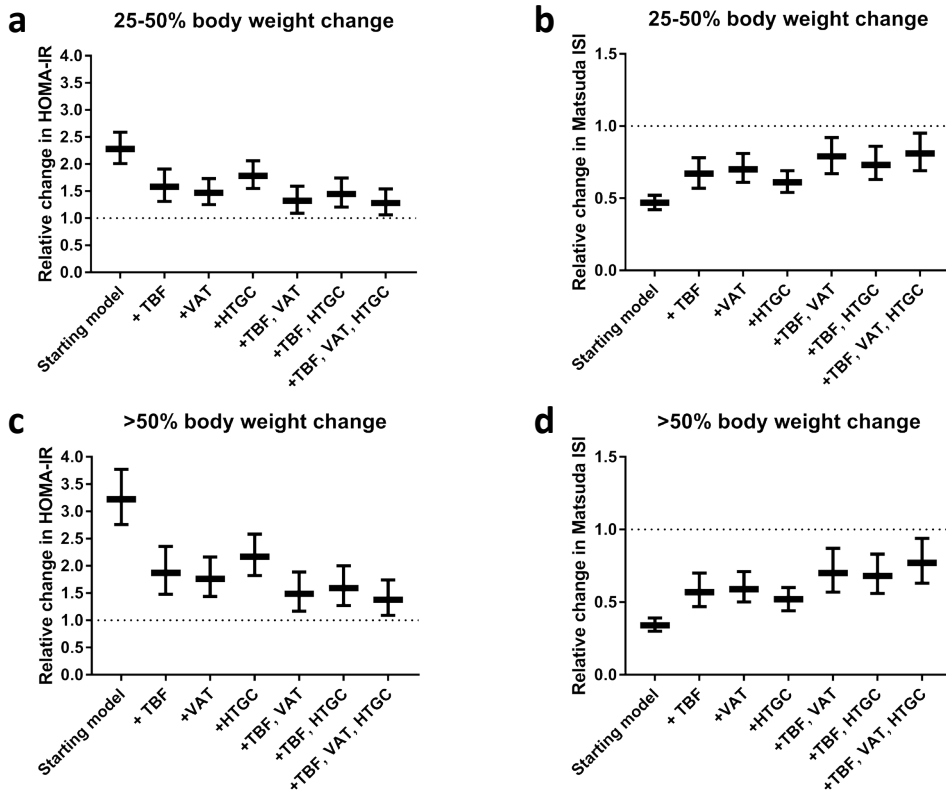 a
25-50% body weight change
Relative change in HOMA-IR
4.0
3.5
3.0
2.5
2.0
1.5
1.0
0.5
0.0
Starting model
+ TBF
+VAT
+HTGC
+TBF, VAT
+TBF, HTGC
+TBF, VAT, HTGC
b
25-50% body weight change
Relative change in Matsuda ISI
1.5
1.0
0.5
0.0
Starting model
+ TBF
+VAT
+HTGC
+TBF, VAT
+TBF, HTGC
+TBF, VAT, HTGC
c
>50% body weight change
Relative change in HOMA-IR
4.0
3.5
3.0
2.5
2.0
1.5
1.0
0.5
0.0
Starting model
+ TBF
+VAT
+HTGC
+TBF, VAT
+TBF, HTGC
+TBF, VAT, HTGC
d
>50% body weight change
Relative change in Matsuda ISI
1.5
1.0
0.5
0.0
Starting model
+ TBF
+VAT
+HTGC
+TBF, VAT
+TBF, HTGC
+TBF, VAT, HTGC